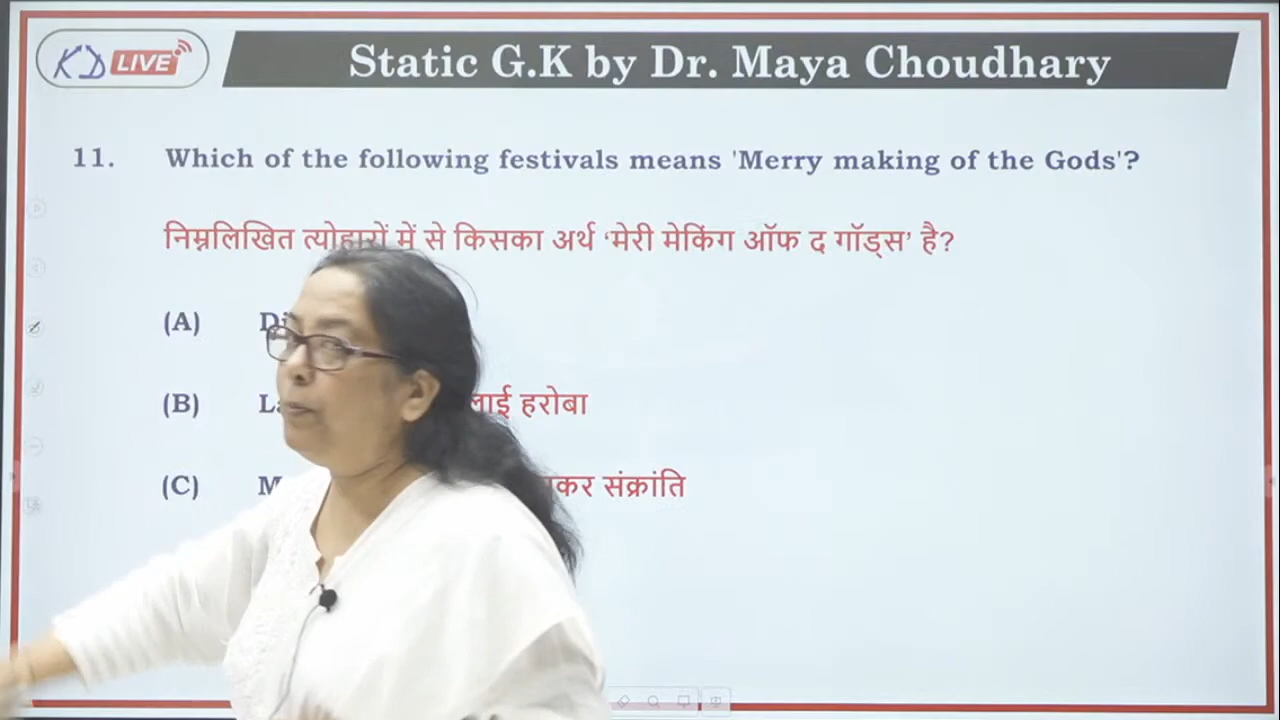 KD LIVE
Static G.K by Dr. Maya Choudhary
11. Which of the following festivals means 'Merry making of the Gods'?
निम्नलिखित त्योहारों में से किसका अर्थ ‘मेरी मेकिंग ऑफ द गॉड्स’ है?
(A)
(B) लाई हरोबा
(C) संक्रांति